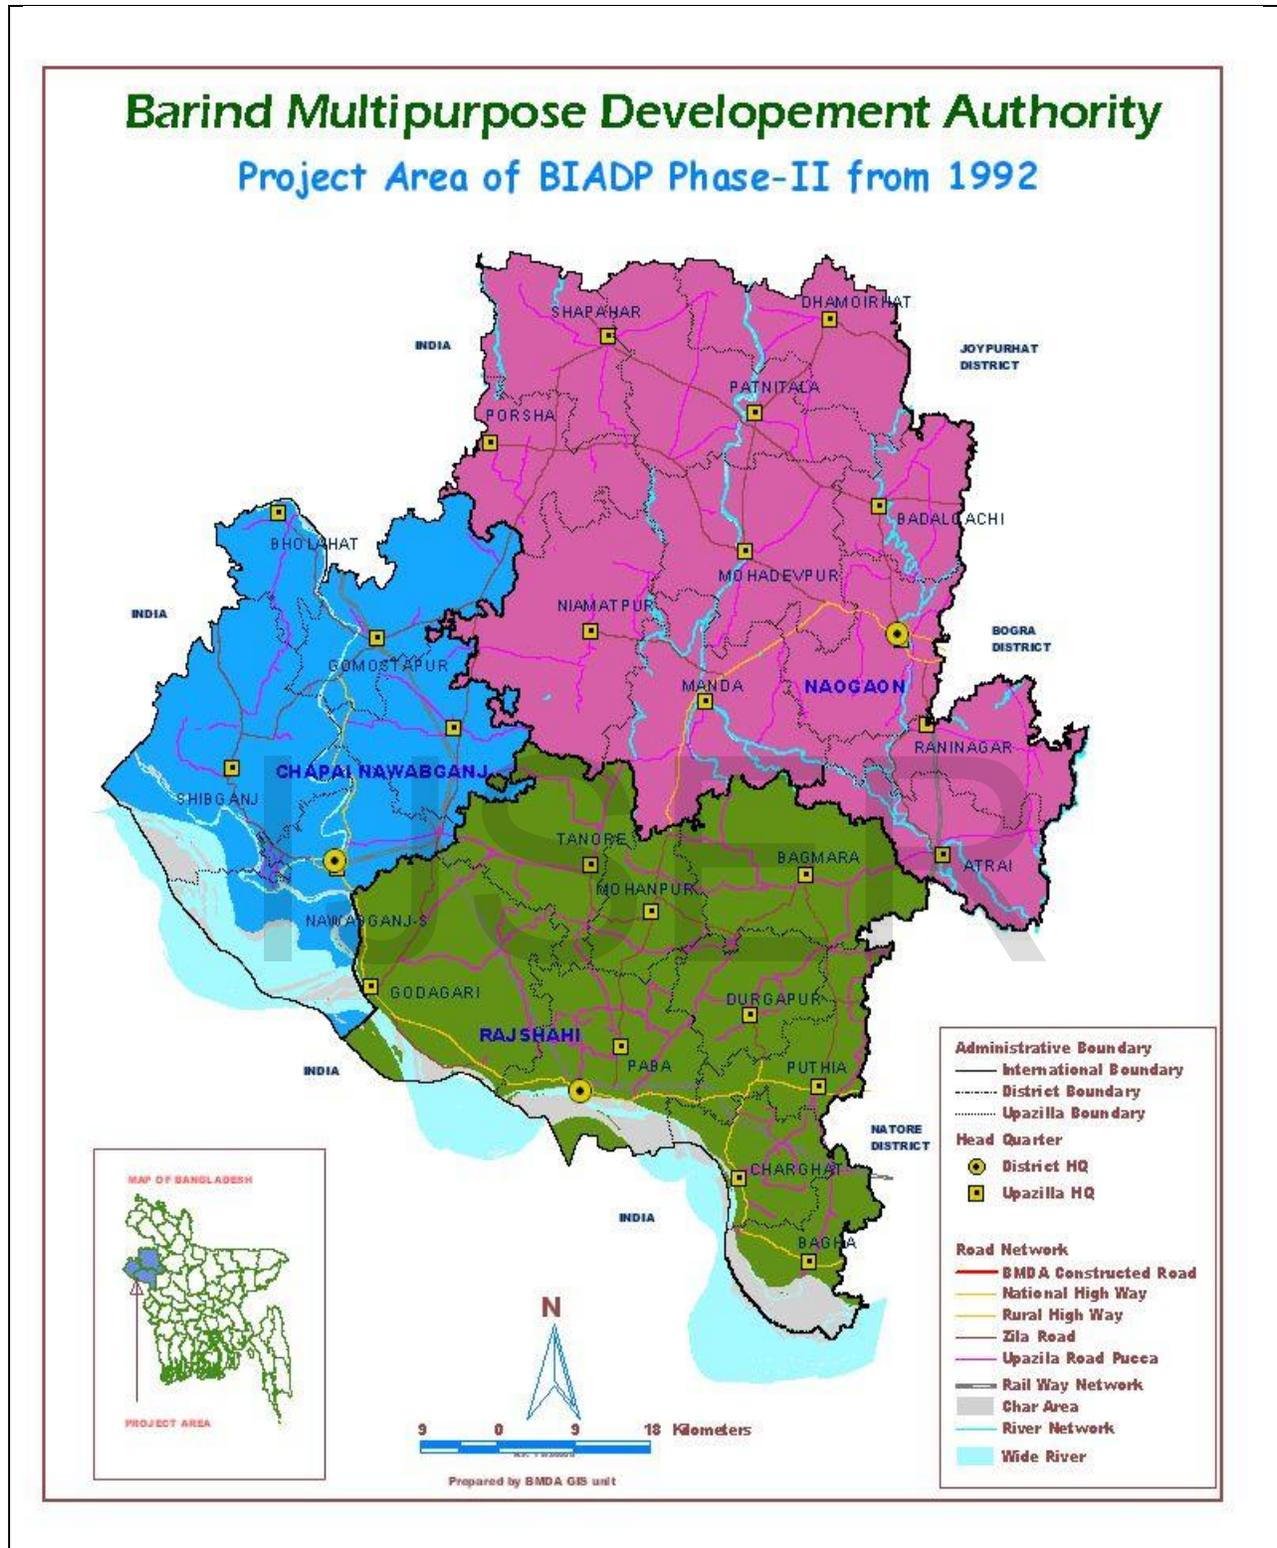 Barind Multipurpose Developement Authority
Project Area of BIADP Phase-II from 1992
SHAPAHAR
DHAMOIRHAT
INDIA
JOYPURHAT
DISTRICT
PATNITALA
PORSHA
BADALGACHI
BHOLAHAT
MOHADEVPUR
INDIA
NIAMATPUR
BOGRA
DISTRICT
GOMOSTAPUR
MANDA
NAOGAON
RANINAGAR
CHAPAI NAWABGANJ
SHIBGANJ
IJSER
TANORE
BAGMARA
ATRAI
MOHANPUR
NAWABGANJ-S
GODAGARI
DURGAPUR
RAJSHAHI
PABA
PUTHIA
INDIA
NATORE
DISTRICT
CHARGHAT
INDIA
BAGHA
Administrative Boundary
International Boundary
District Boundary
Upazilla Boundary
Head Quarter
District HQ
Upazilla HQ
Road Network
BMDA Constructed Road
National High Way
Rural High Way
Zila Road
Upazila Road Pucca
Rail Way Network
Char Area
River Network
Wide River
MAP OF BANGLADESH
PROJECT AREA
N
9 0 9 18 Kilometers
Prepared by BMDA GIS unit